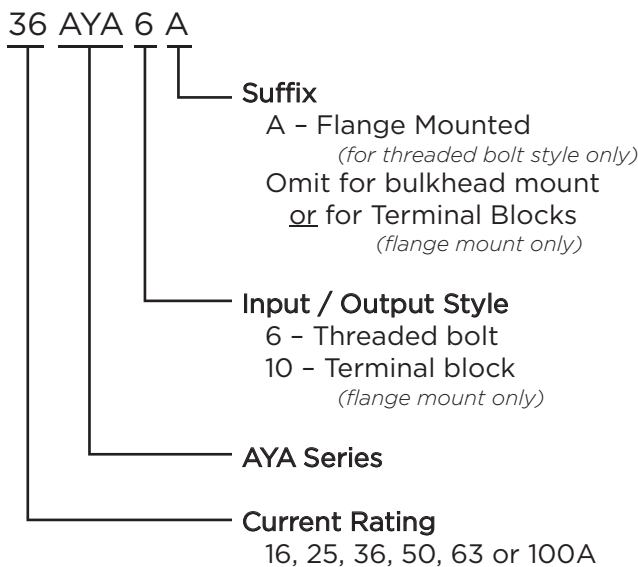 36 AYA 6 A
Suffix
A – Flange Mounted
(for threaded bolt style only)
Omit for bulkhead mount
or for Terminal Blocks
(flange mount only)
Input / Output Style
6 – Threaded bolt
10 – Terminal block
(flange mount only)
AYA Series
Current Rating
16, 25, 36, 50, 63 or 100A